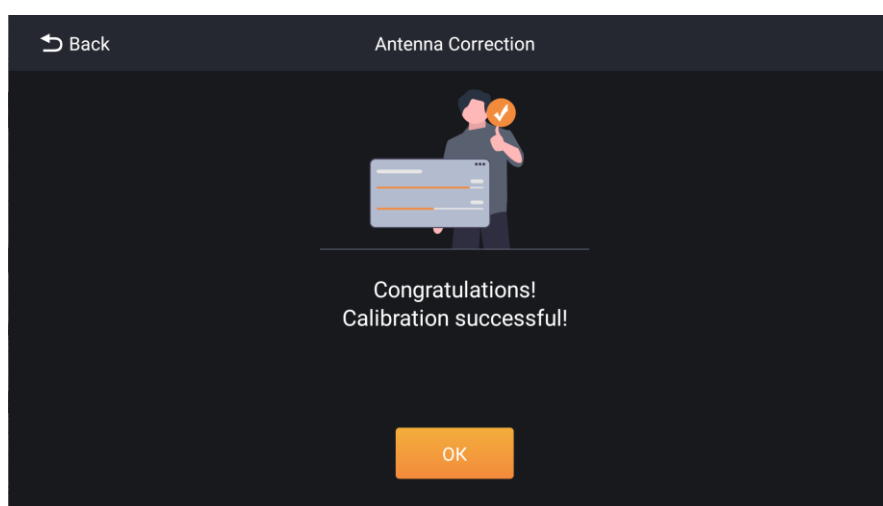 Back
Antenna Correction
Congratulations!
Calibration successful!
OK